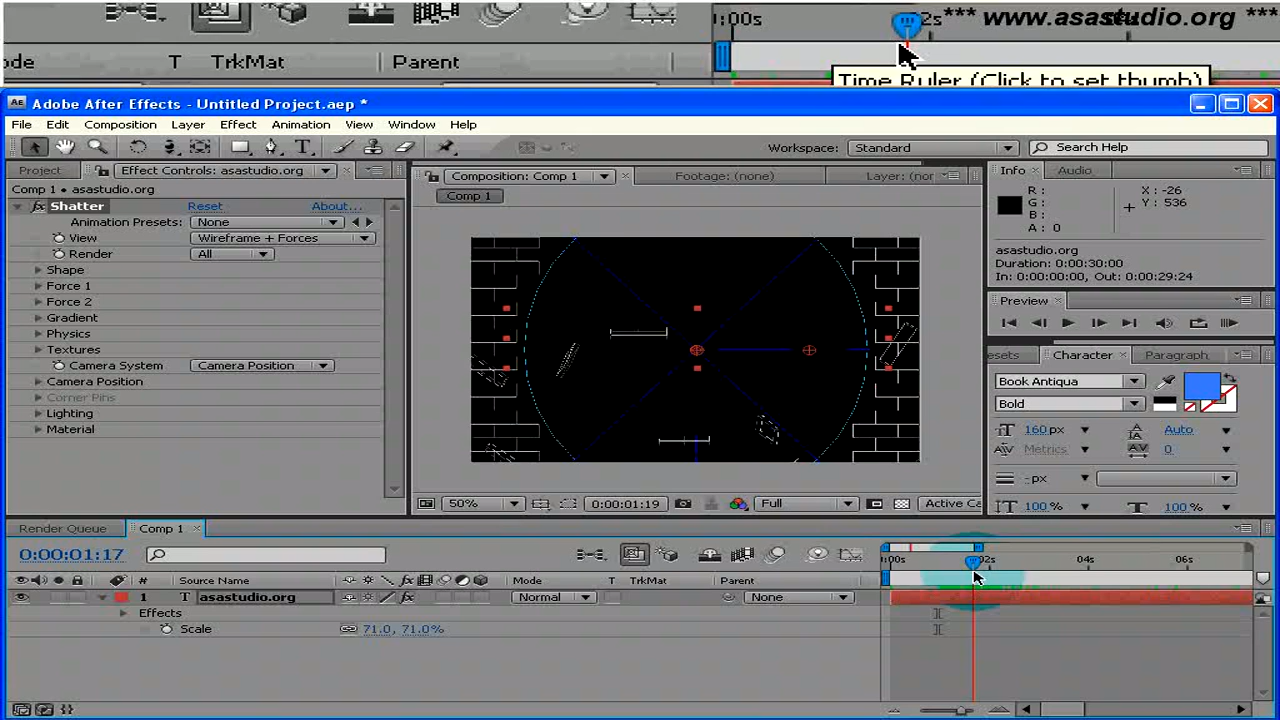 :00s
2s
*** www.asastudio.org ***
ode
T
TrkMat
Parent
Time Ruler (Click to set thumb)
Adobe After Effects - Untitled Project.aep *
File Edit Composition Layer Effect Animation View Window Help
Workspace: Standard
Search Help
Project
Effect Controls: asastudio.org
Composition: Comp 1
Footage: (none)
Layer: (nor
Info
Audio
Comp 1 • asastudio.org
Comp 1
Shatter
Reset
About...
Animation Presets: None
View
Wireframe + Forces
Render
All
Shape
Force 1
Force 2
Gradient
Physics
Textures
Camera System
Camera Position
Camera Position
Corner Pins
Lighting
Material
R :
G :
B :
A : 0
X : -26
Y : 536
asastudio.org
Duration: 0:00:30:00
In: 0:00:00:00, Out: 0:00:29:24
Preview
esets
Character
Paragraph
Book Antiqua
Bold
160 px
Auto
Metrics
0
- px
100 %
100 %
50%
0:00:01:19
Full
Active Ca
Render Queue
Comp 1
0:00:01:17
:00s
02s
04s
06s
#
Source Name
Mode
T
TrkMat
Parent
1
T
asastudio.org
Normal
None
Effects
Scale
71.0, 71.0%